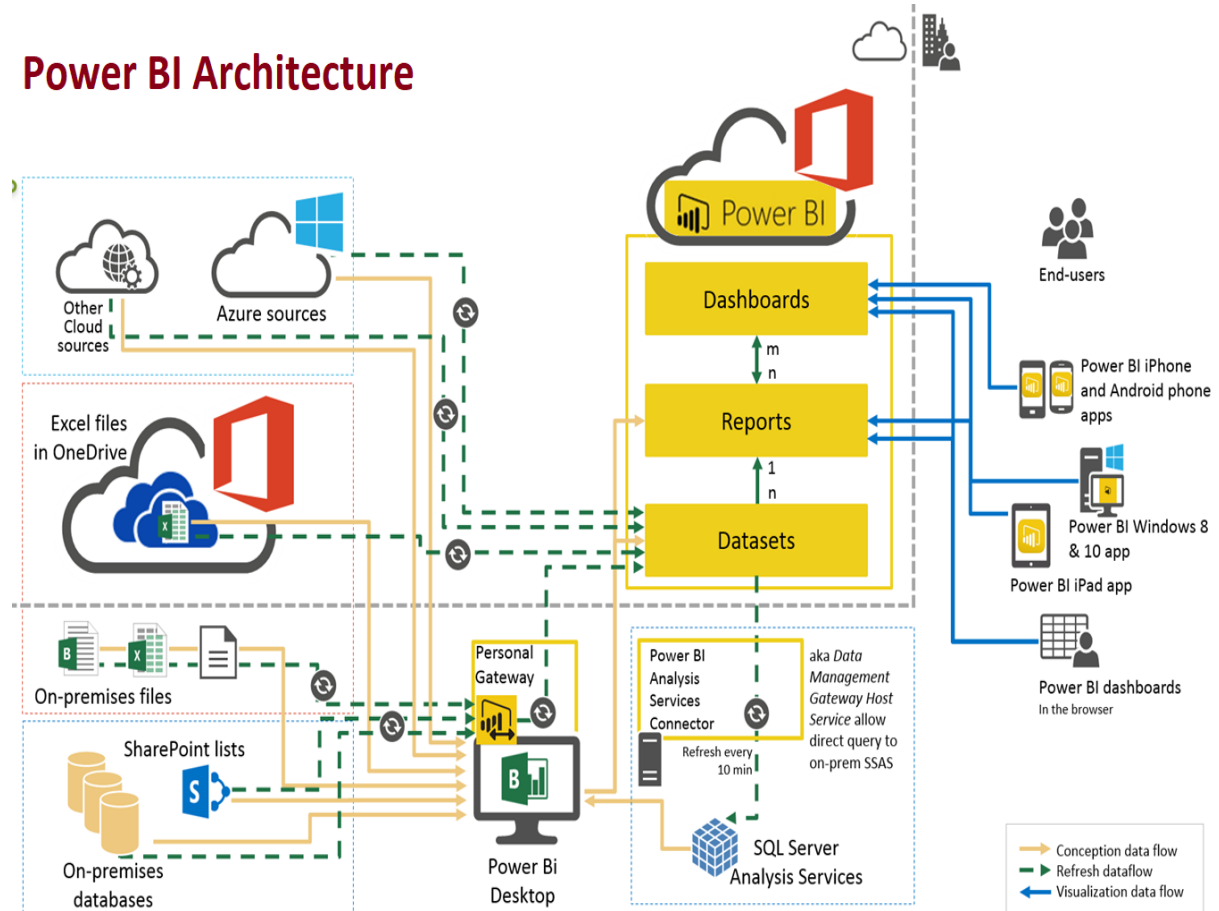 Power BI Architecture
Power BI
Other
Cloud
sources
Azure sources
Dashboards
m
n
Reports
1
n
Datasets
End-users
Power BI iPhone
and Android phone
apps
Power BI Windows 8
& 10 app
Power BI iPad app
Power BI dashboards
In the browser
Excel files
in OneDrive
X
B
X
On-premises files
SharePoint lists
S
On-premises
databases
Personal
Gateway
B
Power Bi
Desktop
Power BI
Analysis
Services
Connector
Refresh every
10 min
aka Data
Management
Gateway Host
Service allow
direct query to
on-prem SSAS
SQL Server
Analysis Services
Conception data flow
Refresh dataflow
Visualization data flow